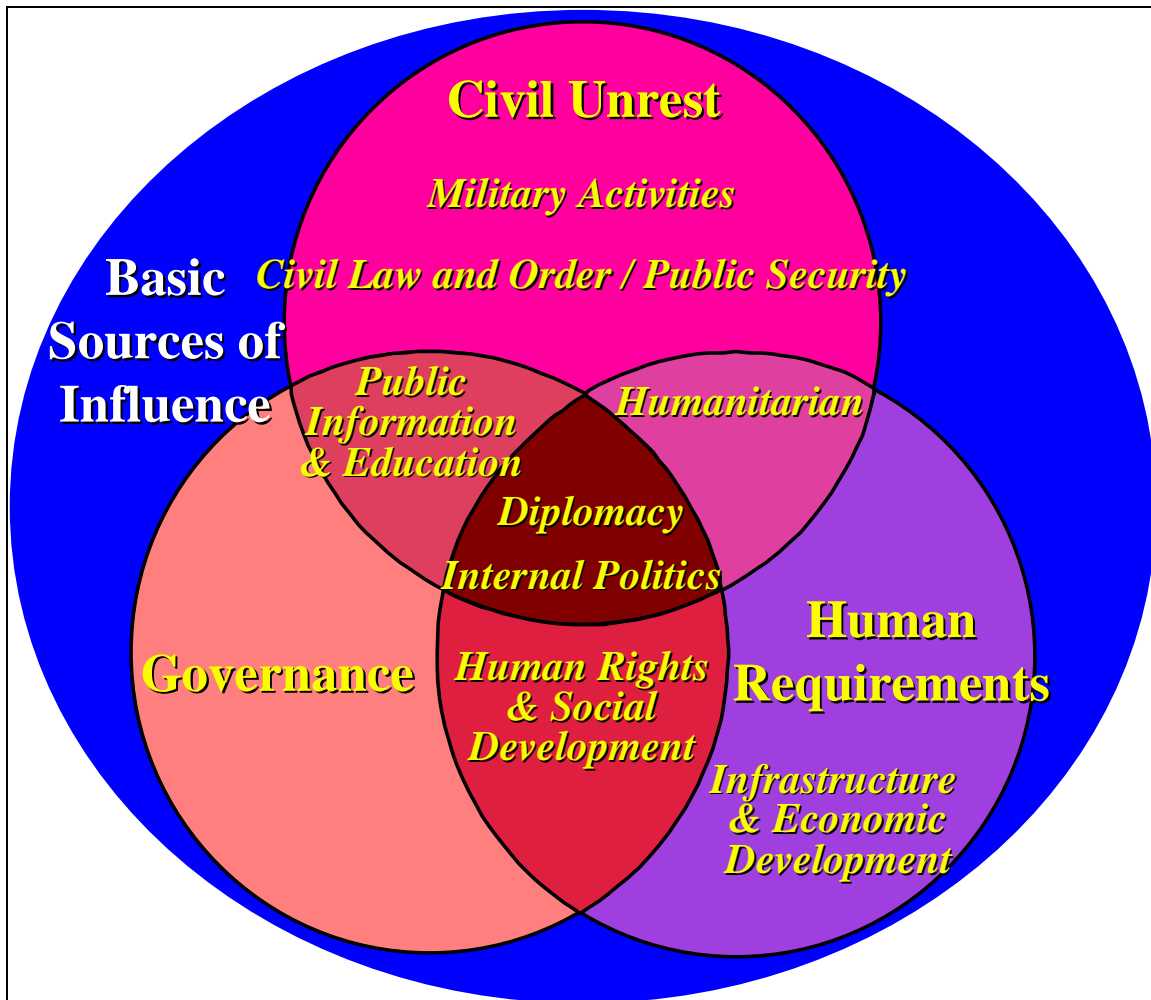 Civil Unrest
Military Activities
Civil Law and Order / Public Security
Basic
Sources of
Influence
Public
Information
& Education
Humanitarian
Diplomacy
Internal Politics
Governance
Human Rights
& Social
Development
Human
Requirements
Infrastructure
& Economic
Development